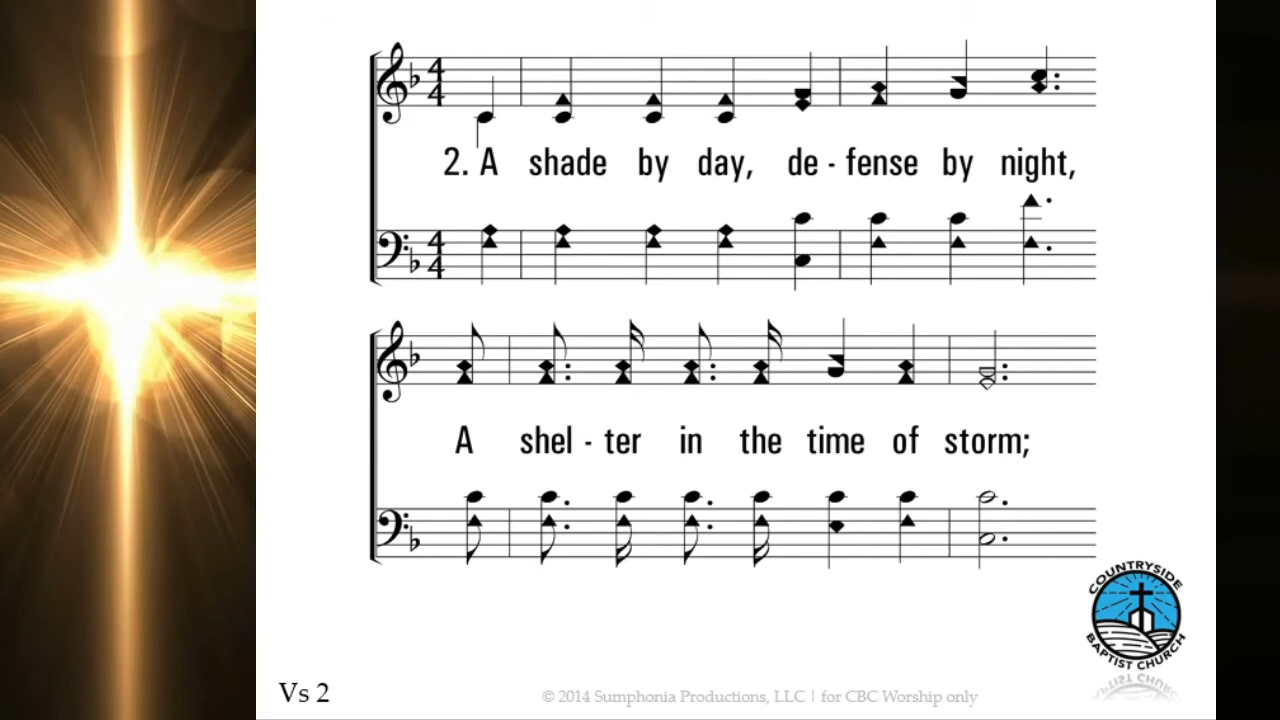 2. A shade by day, de - fense by night,
A shel - ter in the time of storm;
COUNTRYSIDE
BAPTIST CHURCH
Vs 2
© 2014 Sumphonia Productions, LLC | for CBC Worship only